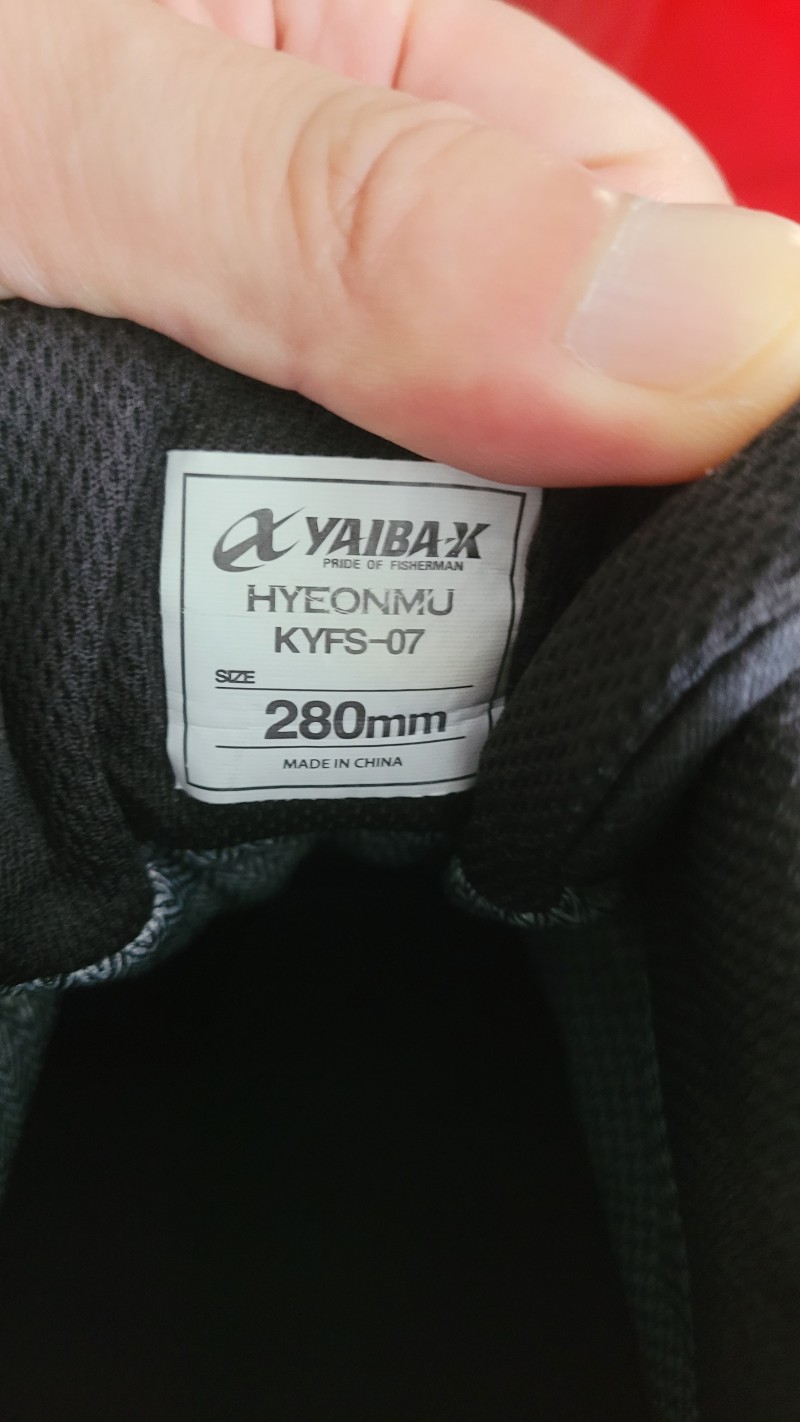 YAIBA-X
PRIDE OF FISHERMAN
HYEONMU
KYFS-07
SIZE
280mm
MADE IN CHINA